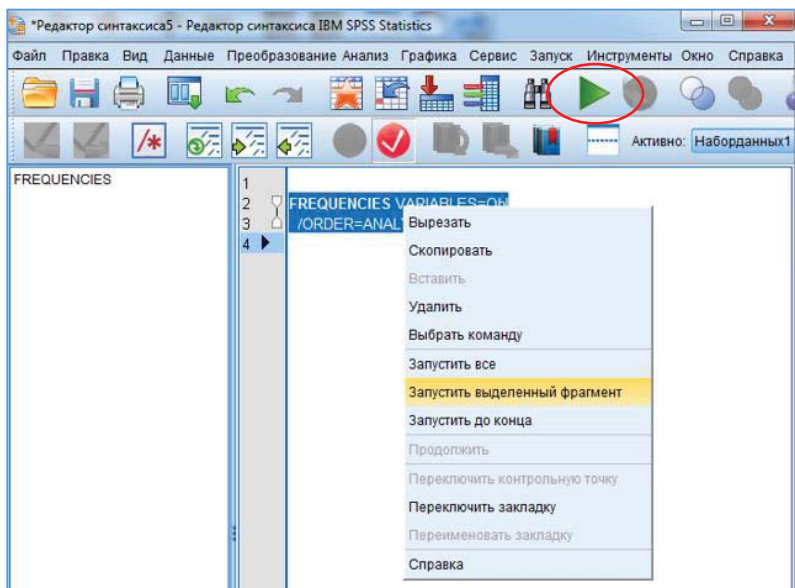 *Редактор синтаксиса5 - Редактор синтаксиса IBM SPSS Statistics
Файл Правка Вид Данные Преобразование Анализ Графика Сервис Запуск Инструменты Окно Справка
Активно: Наборданных1
FREQUENCIES
1
2 FREQUENCIES VARIABLES=Obl
3 /ORDER=ANAL
4
Вырезать
Скопировать
Вставить
Удалить
Выбрать команду
Запустить все
Запустить выделенный фрагмент
Запустить до конца
Продолжить
Переключить контрольную точку
Переключить закладку
Переименовать закладку
Справка